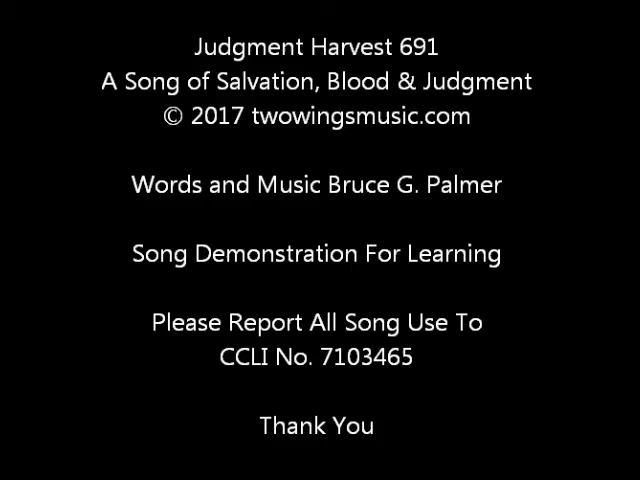 Judgment Harvest 691
A Song of Salvation, Blood & Judgment
© 2017 twowingsmusic.com
Words and Music Bruce G. Palmer
Song Demonstration For Learning
Please Report All Song Use To
CCLI No. 7103465
Thank You